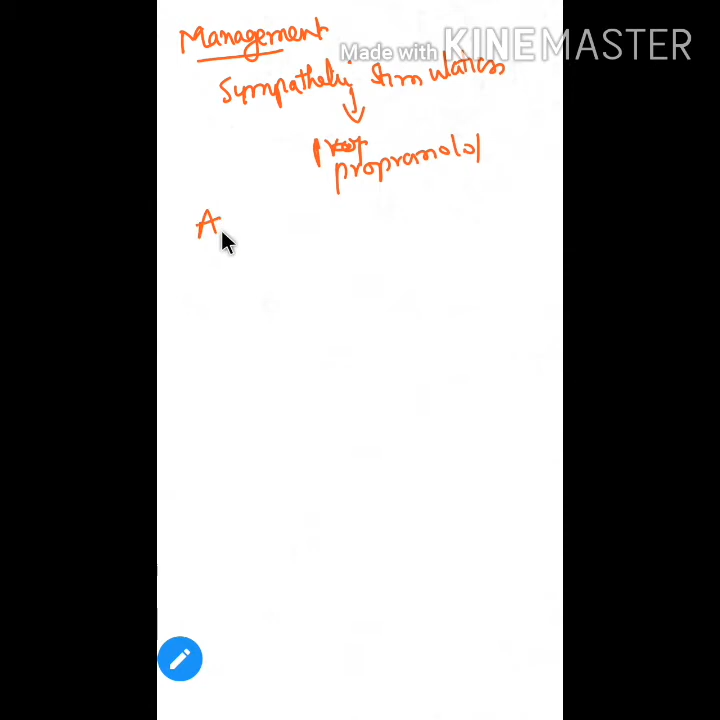 Management
Made with KINEMASTER
Sympathetic stimulation
propranolol
A